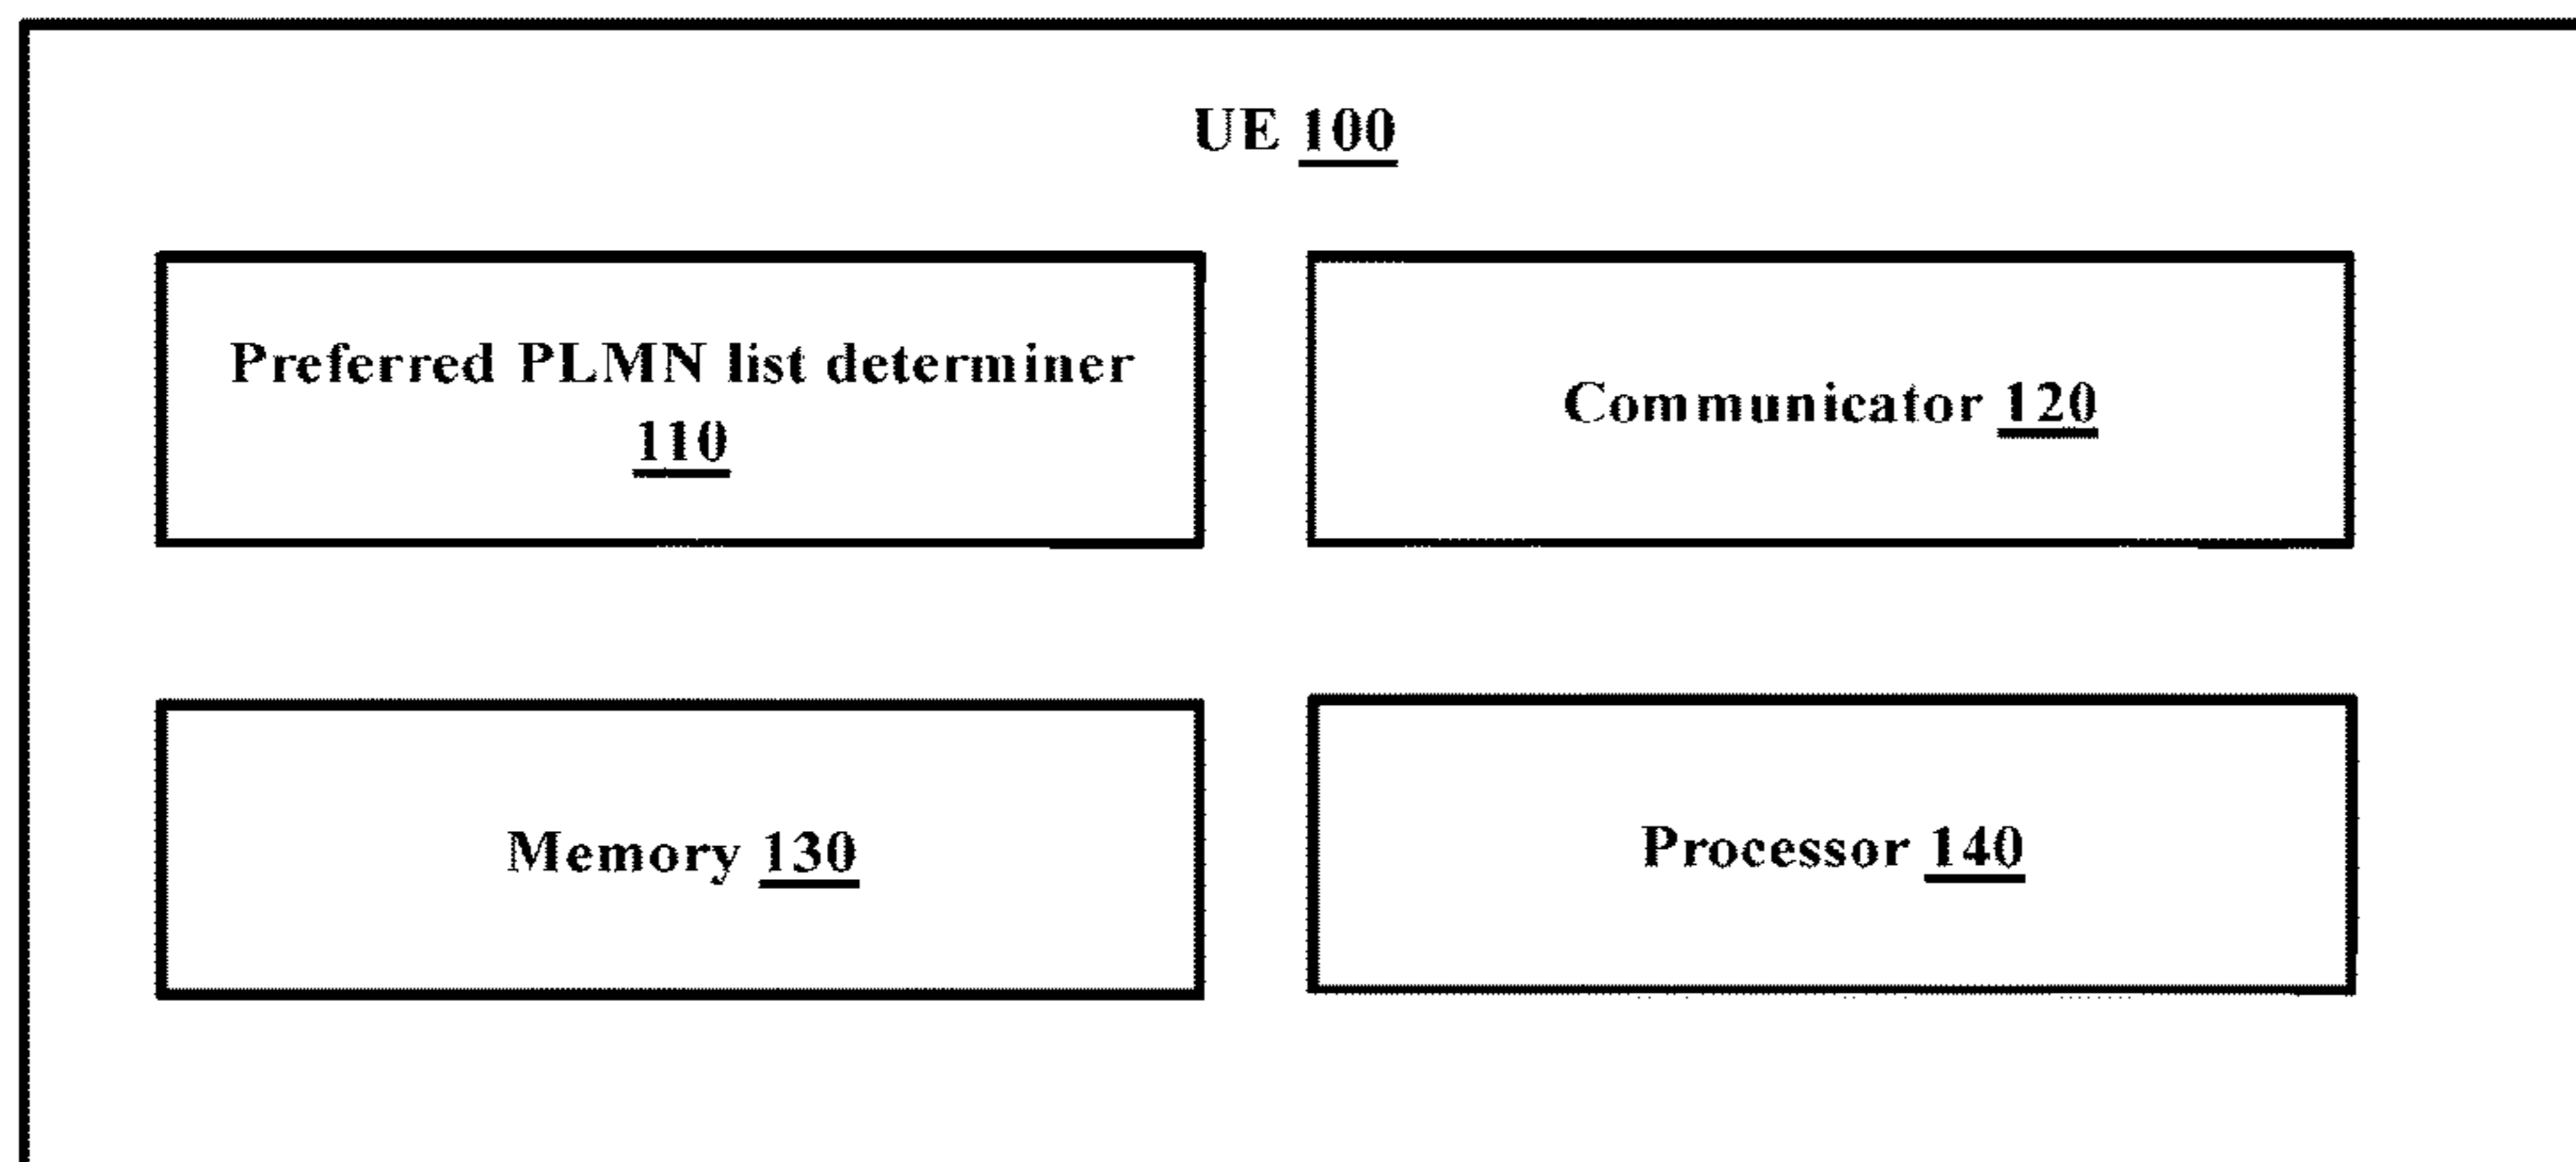 UE 100
Preferred PLMN list determiner
110
Communicator 120
Memory 130
Processor 140